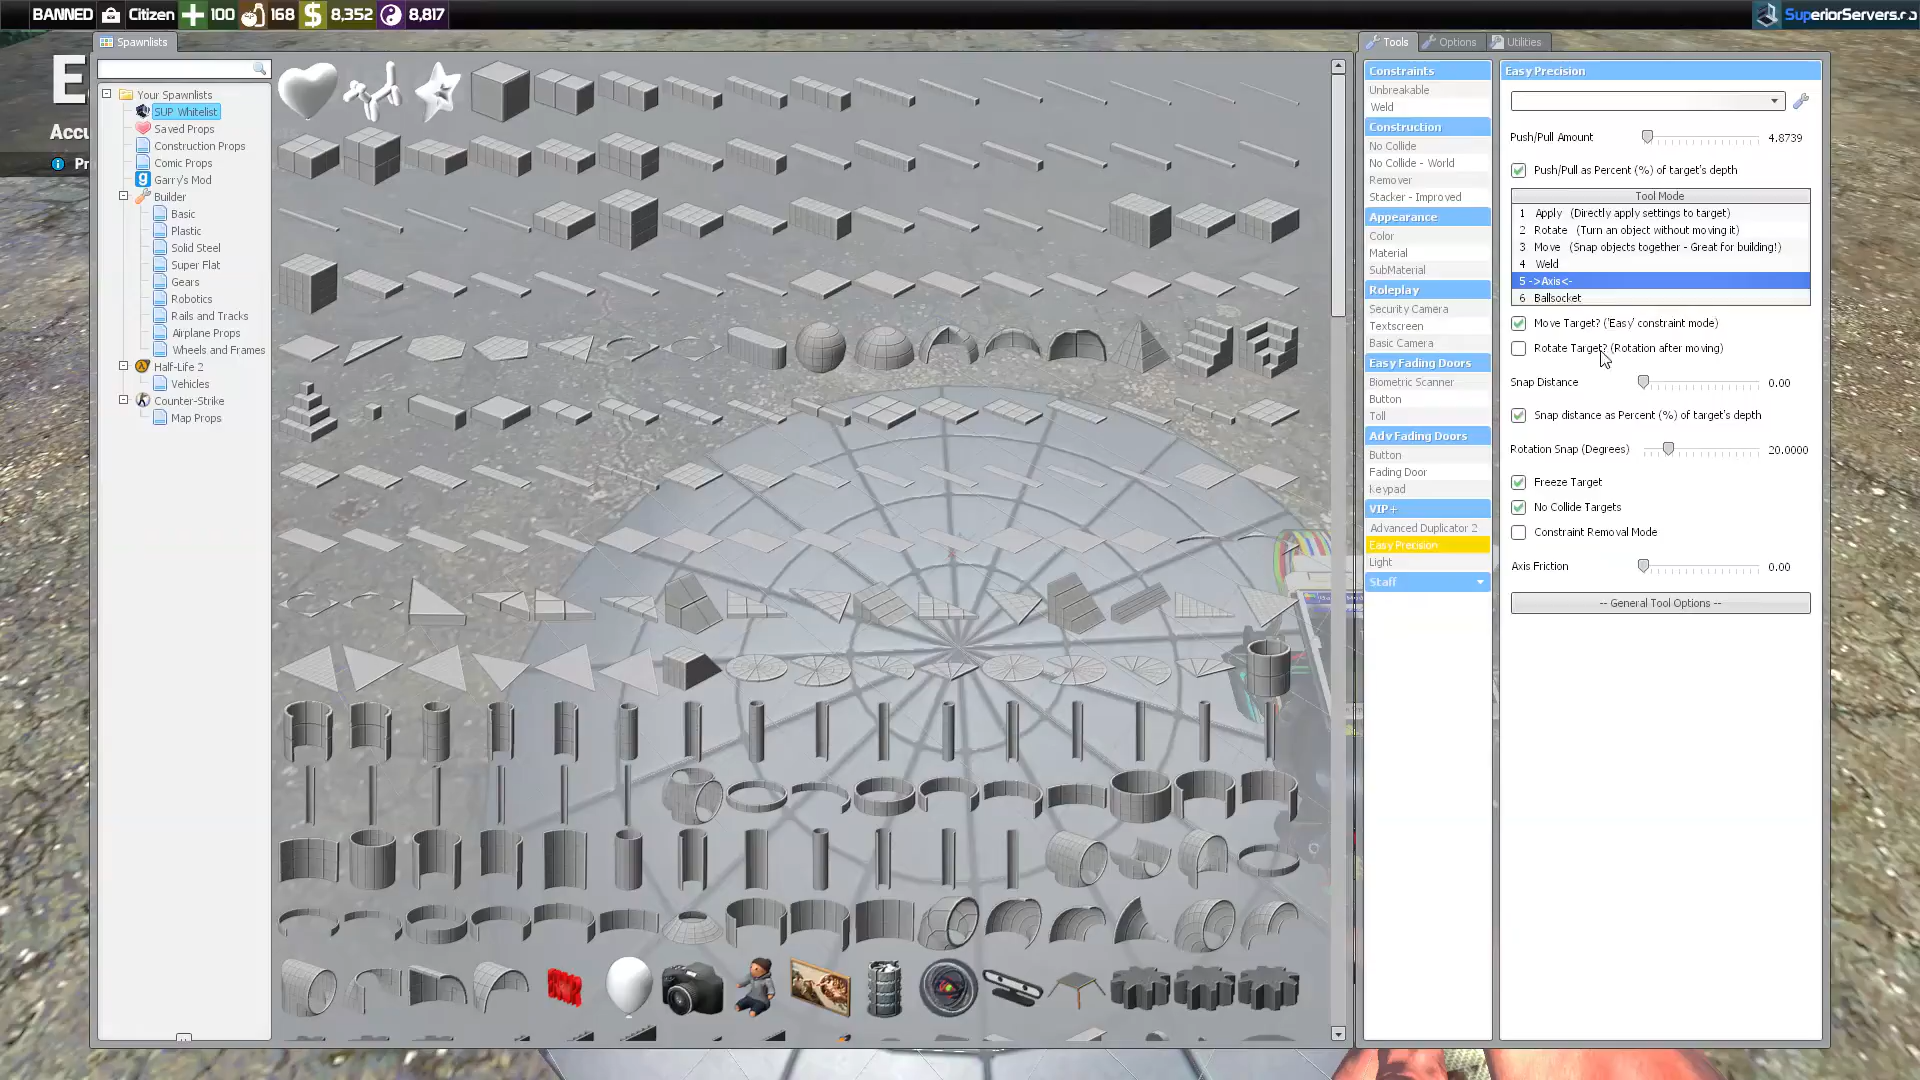 BANNED Citizen 100 168 $ 8,352 8,817
SuperiorServers.co
Spawnlists
Your Spawnlists
SUP Whitelist
Saved Props
Construction Props
Comic Props
Garry's Mod
Builder
Basic
Plastic
Solid Steel
Super Flat
Gears
Robotics
Rails and Tracks
Airplane Props
Wheels and Frames
Half-Life 2
Vehicles
Counter-Strike
Map Props
Tools Options Utilities
Constraints
Unbreakable
Weld
Construction
No Collide
No Collide - World
Remover
Stacker - Improved
Appearance
Color
Material
SubMaterial
Roleplay
Security Camera
Textscreen
Basic Camera
Easy Fading Doors
Biometric Scanner
Button
Toll
Adv Fading Doors
Button
Fading Door
Keypad
VIP+
Advanced Duplicator 2
Easy Precision
Light
Staff
Easy Precision
Push/Pull Amount 4.8739
Push/Pull as Percent (%) of target's depth
Tool Mode
1 Apply (Directly apply settings to target)
2 Rotate (Turn an object without moving it)
3 Move (Snap objects together - Great for building!)
4 Weld
5 ->Axis<-
6 Ballsocket
Move Target? ('Easy' constraint mode)
Rotate Target? (Rotation after moving)
Snap Distance 0.00
Snap distance as Percent (%) of target's depth
Rotation Snap (Degrees) 20.0000
Freeze Target
No Collide Targets
Constraint Removal Mode
Axis Friction 0.00
-- General Tool Options --